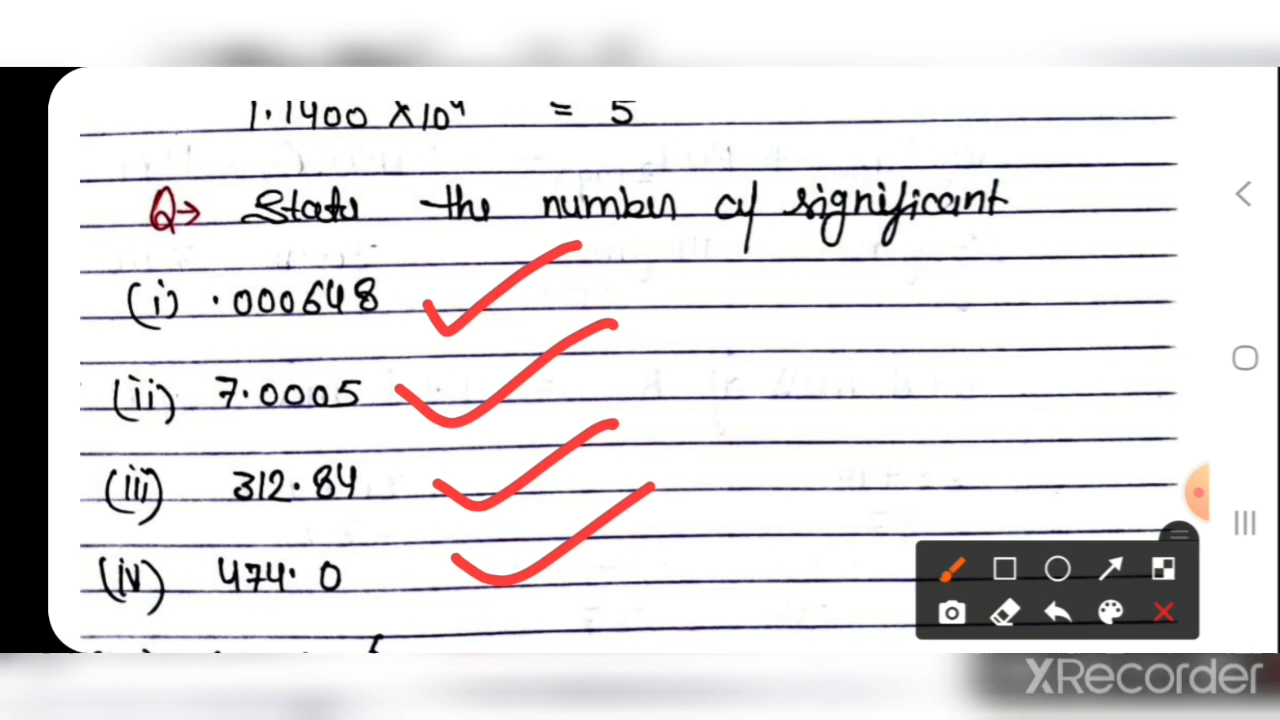 1.1400 ×10⁴ = 5
Q→ State the number of significant
(i) .000648
(ii) 7.0005
(iii) 312.84
(iv) 474.0
XRecorder